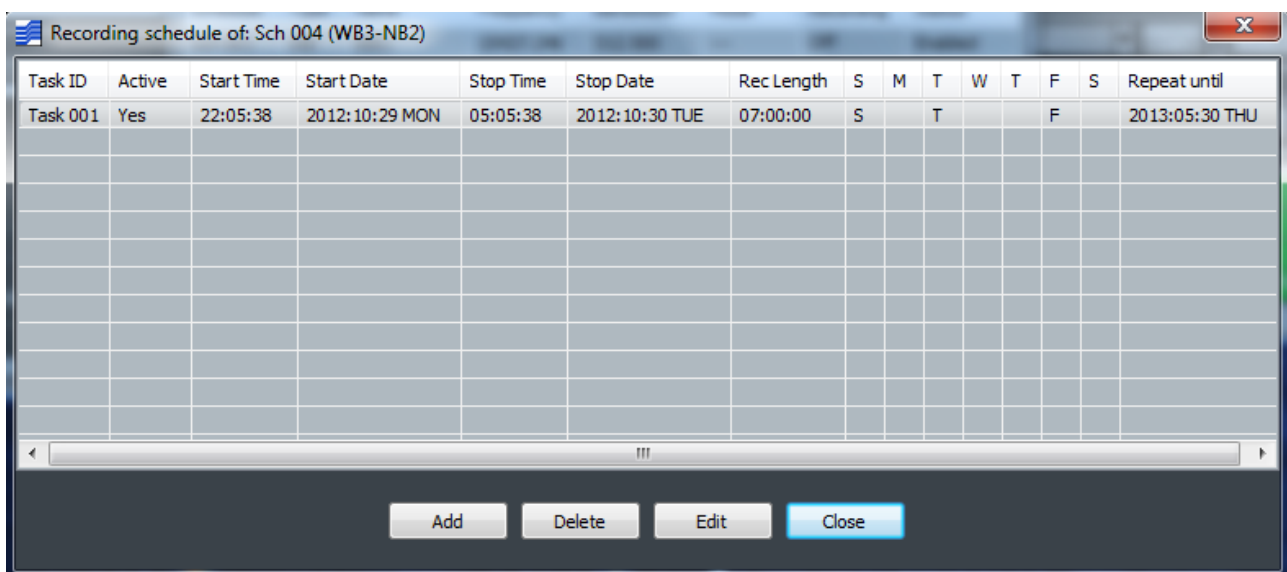 Recording schedule of: Sch 004 (WB3-NB2)
Task ID Active Start Time Start Date Stop Time Stop Date Rec Length S M T W T F S Repeat until
Task 001 Yes 22:05:38 2012:10:29 MON 05:05:38 2012:10:30 TUE 07:00:00 S T F 2013:05:30 THU
Add Delete Edit Close